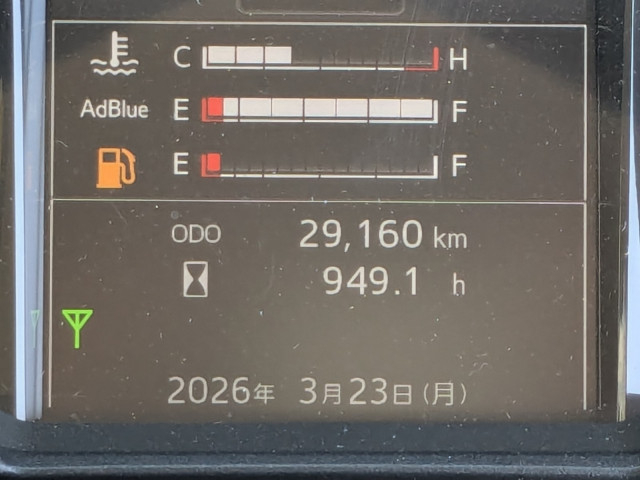 C H
AdBlue E F
E F
ODO 29,160 km
949.1 h
2026年 3月23日(月)